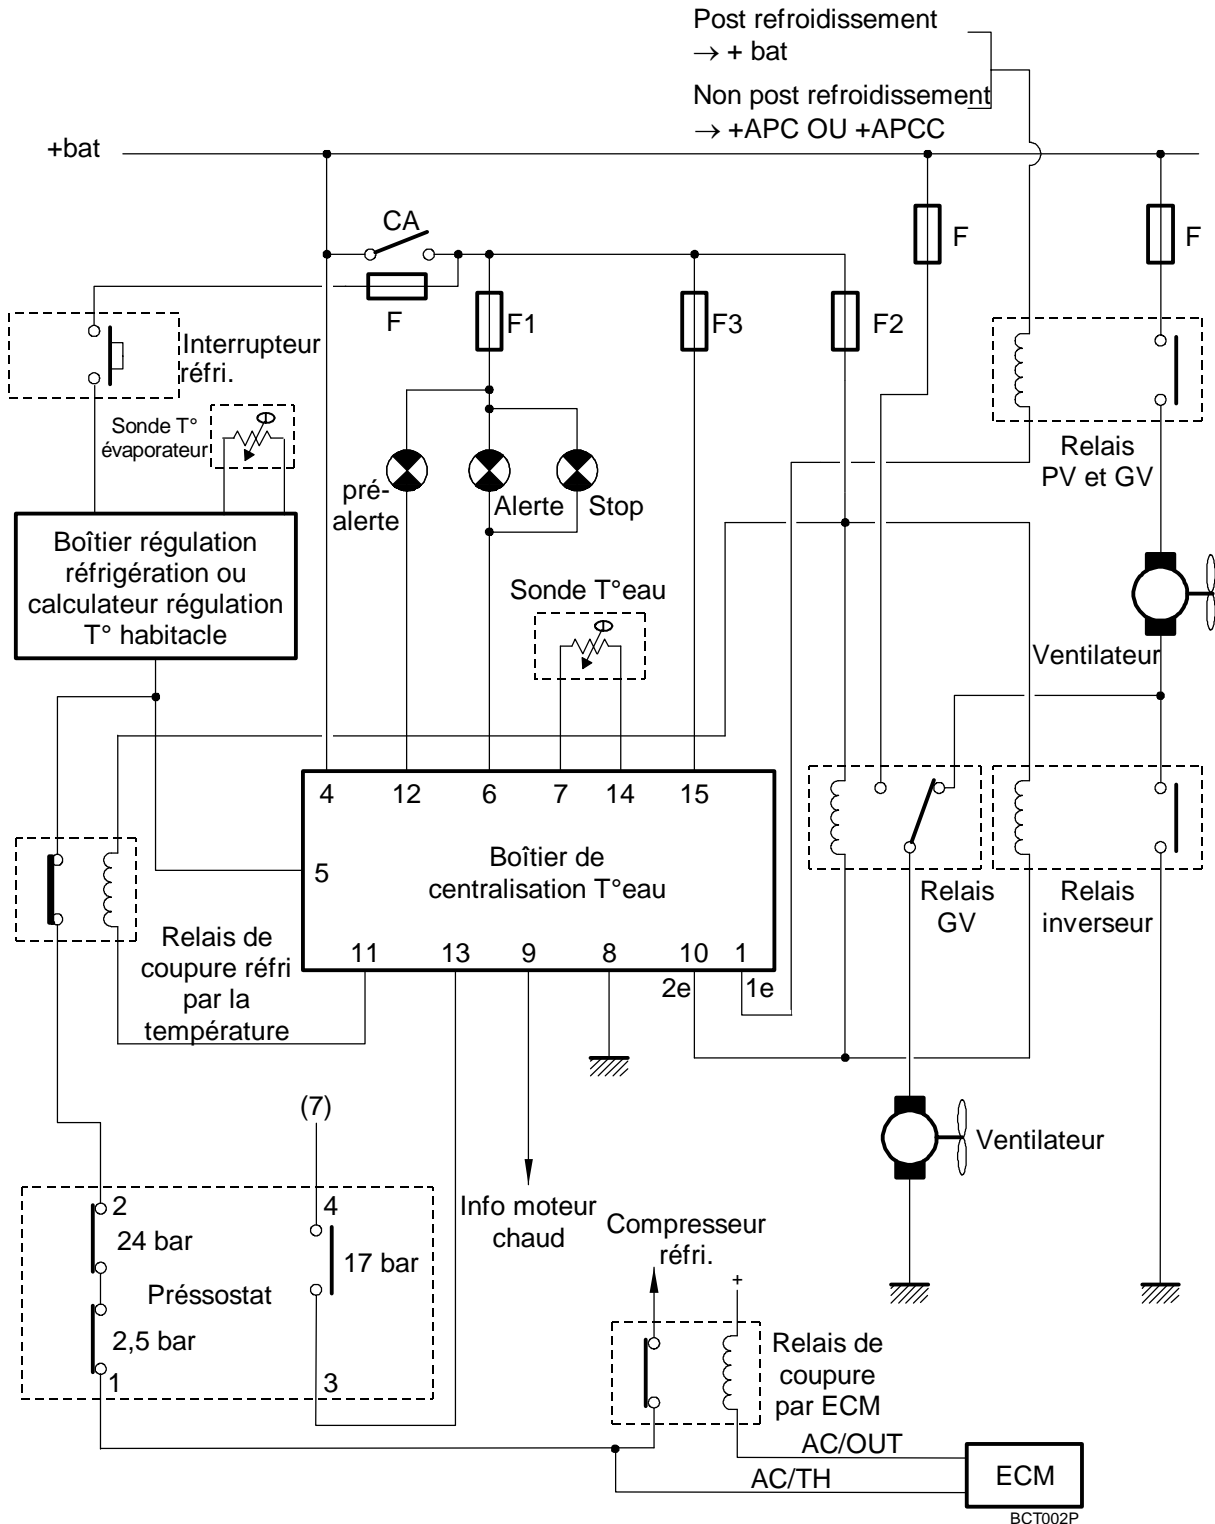 Post refroidissement
→ + bat
Non post refroidissement
→ +APC OU +APCC
+bat
CA
F
F
F
F1
F3
F2
Interrupteur
réfri.
Sonde T°
évaporateur
pré-
alerte
Alerte
Stop
Relais
PV et GV
Boîtier régulation
réfrigération ou
calculateur régulation
T° habitacle
Sonde T°eau
Ventilateur
4
12
6
7
14
15
5
Boîtier de
centralisation T°eau
11
13
9
8
10
1
2e
1e
Relais
GV
Relais
inverseur
Relais de
coupure réfri
par la
température
(7)
Ventilateur
2
24 bar
4
17 bar
Préssostat
2,5 bar
1
3
Info moteur
chaud
Compresseur
réfri.
+
Relais de
coupure
par ECM
AC/OUT
AC/TH
ECM
BCT002P